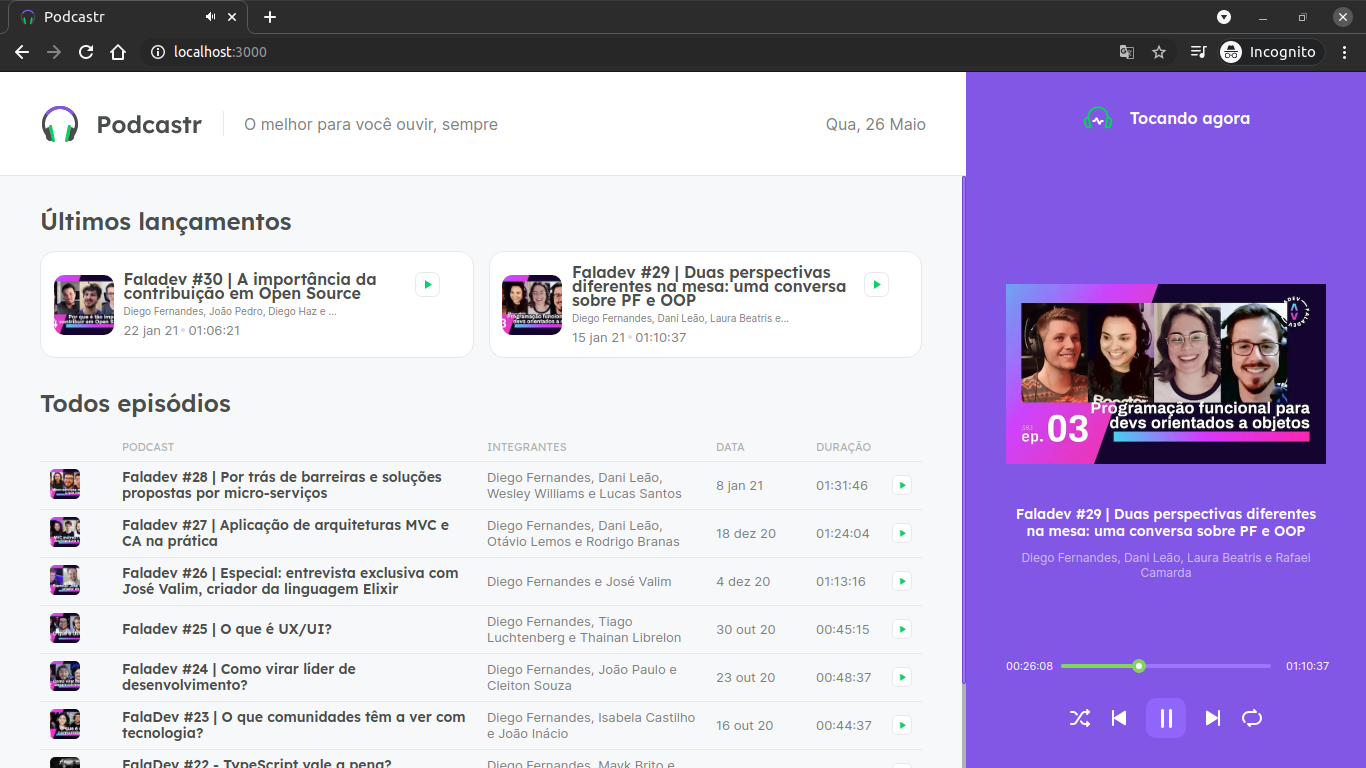 Podcastr
localhost:3000
Incognito
Podcastr
O melhor para você ouvir, sempre
Qua, 26 Maio
Últimos lançamentos
Faladev #30 | A importância da
contribuição em Open Source
Diego Fernandes, João Pedro, Diego Haz e ...
22 jan 21 • 01:06:21
Faladev #29 | Duas perspectivas
diferentes na mesa: uma conversa
sobre PF e OOP
Diego Fernandes, Dani Leão, Laura Beatris e...
15 jan 21 • 01:10:37
Todos episódios
PODCAST INTEGRANTES DATA DURAÇÃO
Faladev #28 | Por trás de barreiras e soluções
propostas por micro-serviços
Diego Fernandes, Dani Leão,
Wesley Williams e Lucas Santos
8 jan 21
01:31:46
Faladev #27 | Aplicação de arquiteturas MVC e
CA na prática
Diego Fernandes, Dani Leão,
Otávio Lemos e Rodrigo Branas
18 dez 20
01:24:04
Faladev #26 | Especial: entrevista exclusiva com
José Valim, criador da linguagem Elixir
Diego Fernandes e José Valim
4 dez 20
01:13:16
Faladev #25 | O que é UX/UI?
Diego Fernandes, Tiago
Luchtenberg e Thainan Librelon
30 out 20
00:45:15
Faladev #24 | Como virar líder de
desenvolvimento?
Diego Fernandes, João Paulo e
Cleiton Souza
23 out 20
00:48:37
FalaDev #23 | O que comunidades têm a ver com
tecnologia?
Diego Fernandes, Isabela Castilho
e João Inácio
16 out 20
00:44:37
FalaDev #22 - TypeScript vale a pena?
Diego Fernandes, Mayk Brito e
Tocando agora
FALADEV
Programação funcional para
devs orientados a objetos
ep. 03
Faladev #29 | Duas perspectivas diferentes
na mesa: uma conversa sobre PF e OOP
Diego Fernandes, Dani Leão, Laura Beatris e Rafael
Camarda
00:26:08
01:10:37